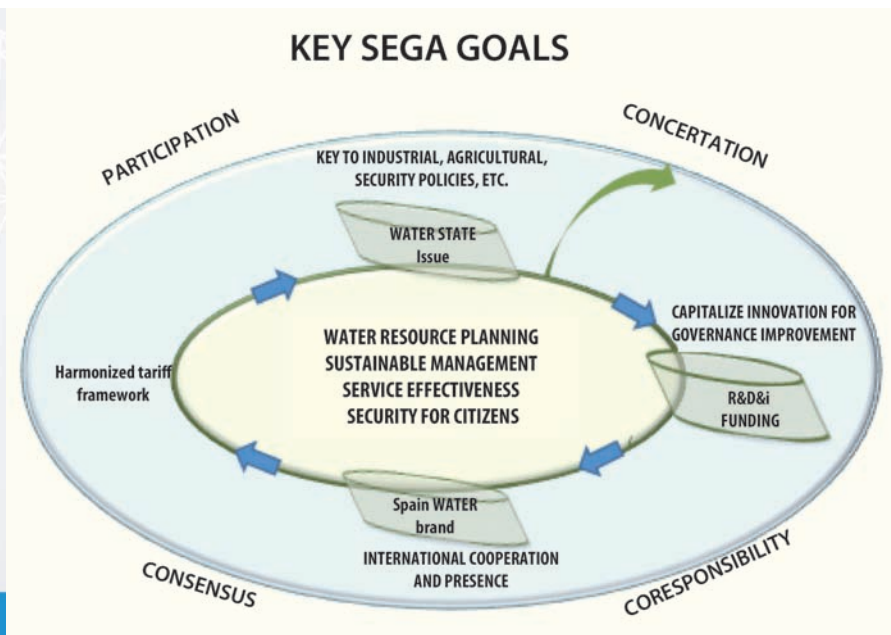 KEY SEGA GOALS
PARTICIPATION
CONCERTATION
KEY TO INDUSTRIAL, AGRICULTURAL,
SECURITY POLICIES, ETC.
WATER STATE
Issue
CAPITALIZE INNOVATION FOR
GOVERNANCE IMPROVEMENT
R&D&i
FUNDING
WATER RESOURCE PLANNING
SUSTAINABLE MANAGEMENT
SERVICE EFFECTIVENESS
SECURITY FOR CITIZENS
Harmonized tariff
framework
Spain WATER
brand
INTERNATIONAL COOPERATION
AND PRESENCE
CONSENSUS
CORESPONSIBILITY